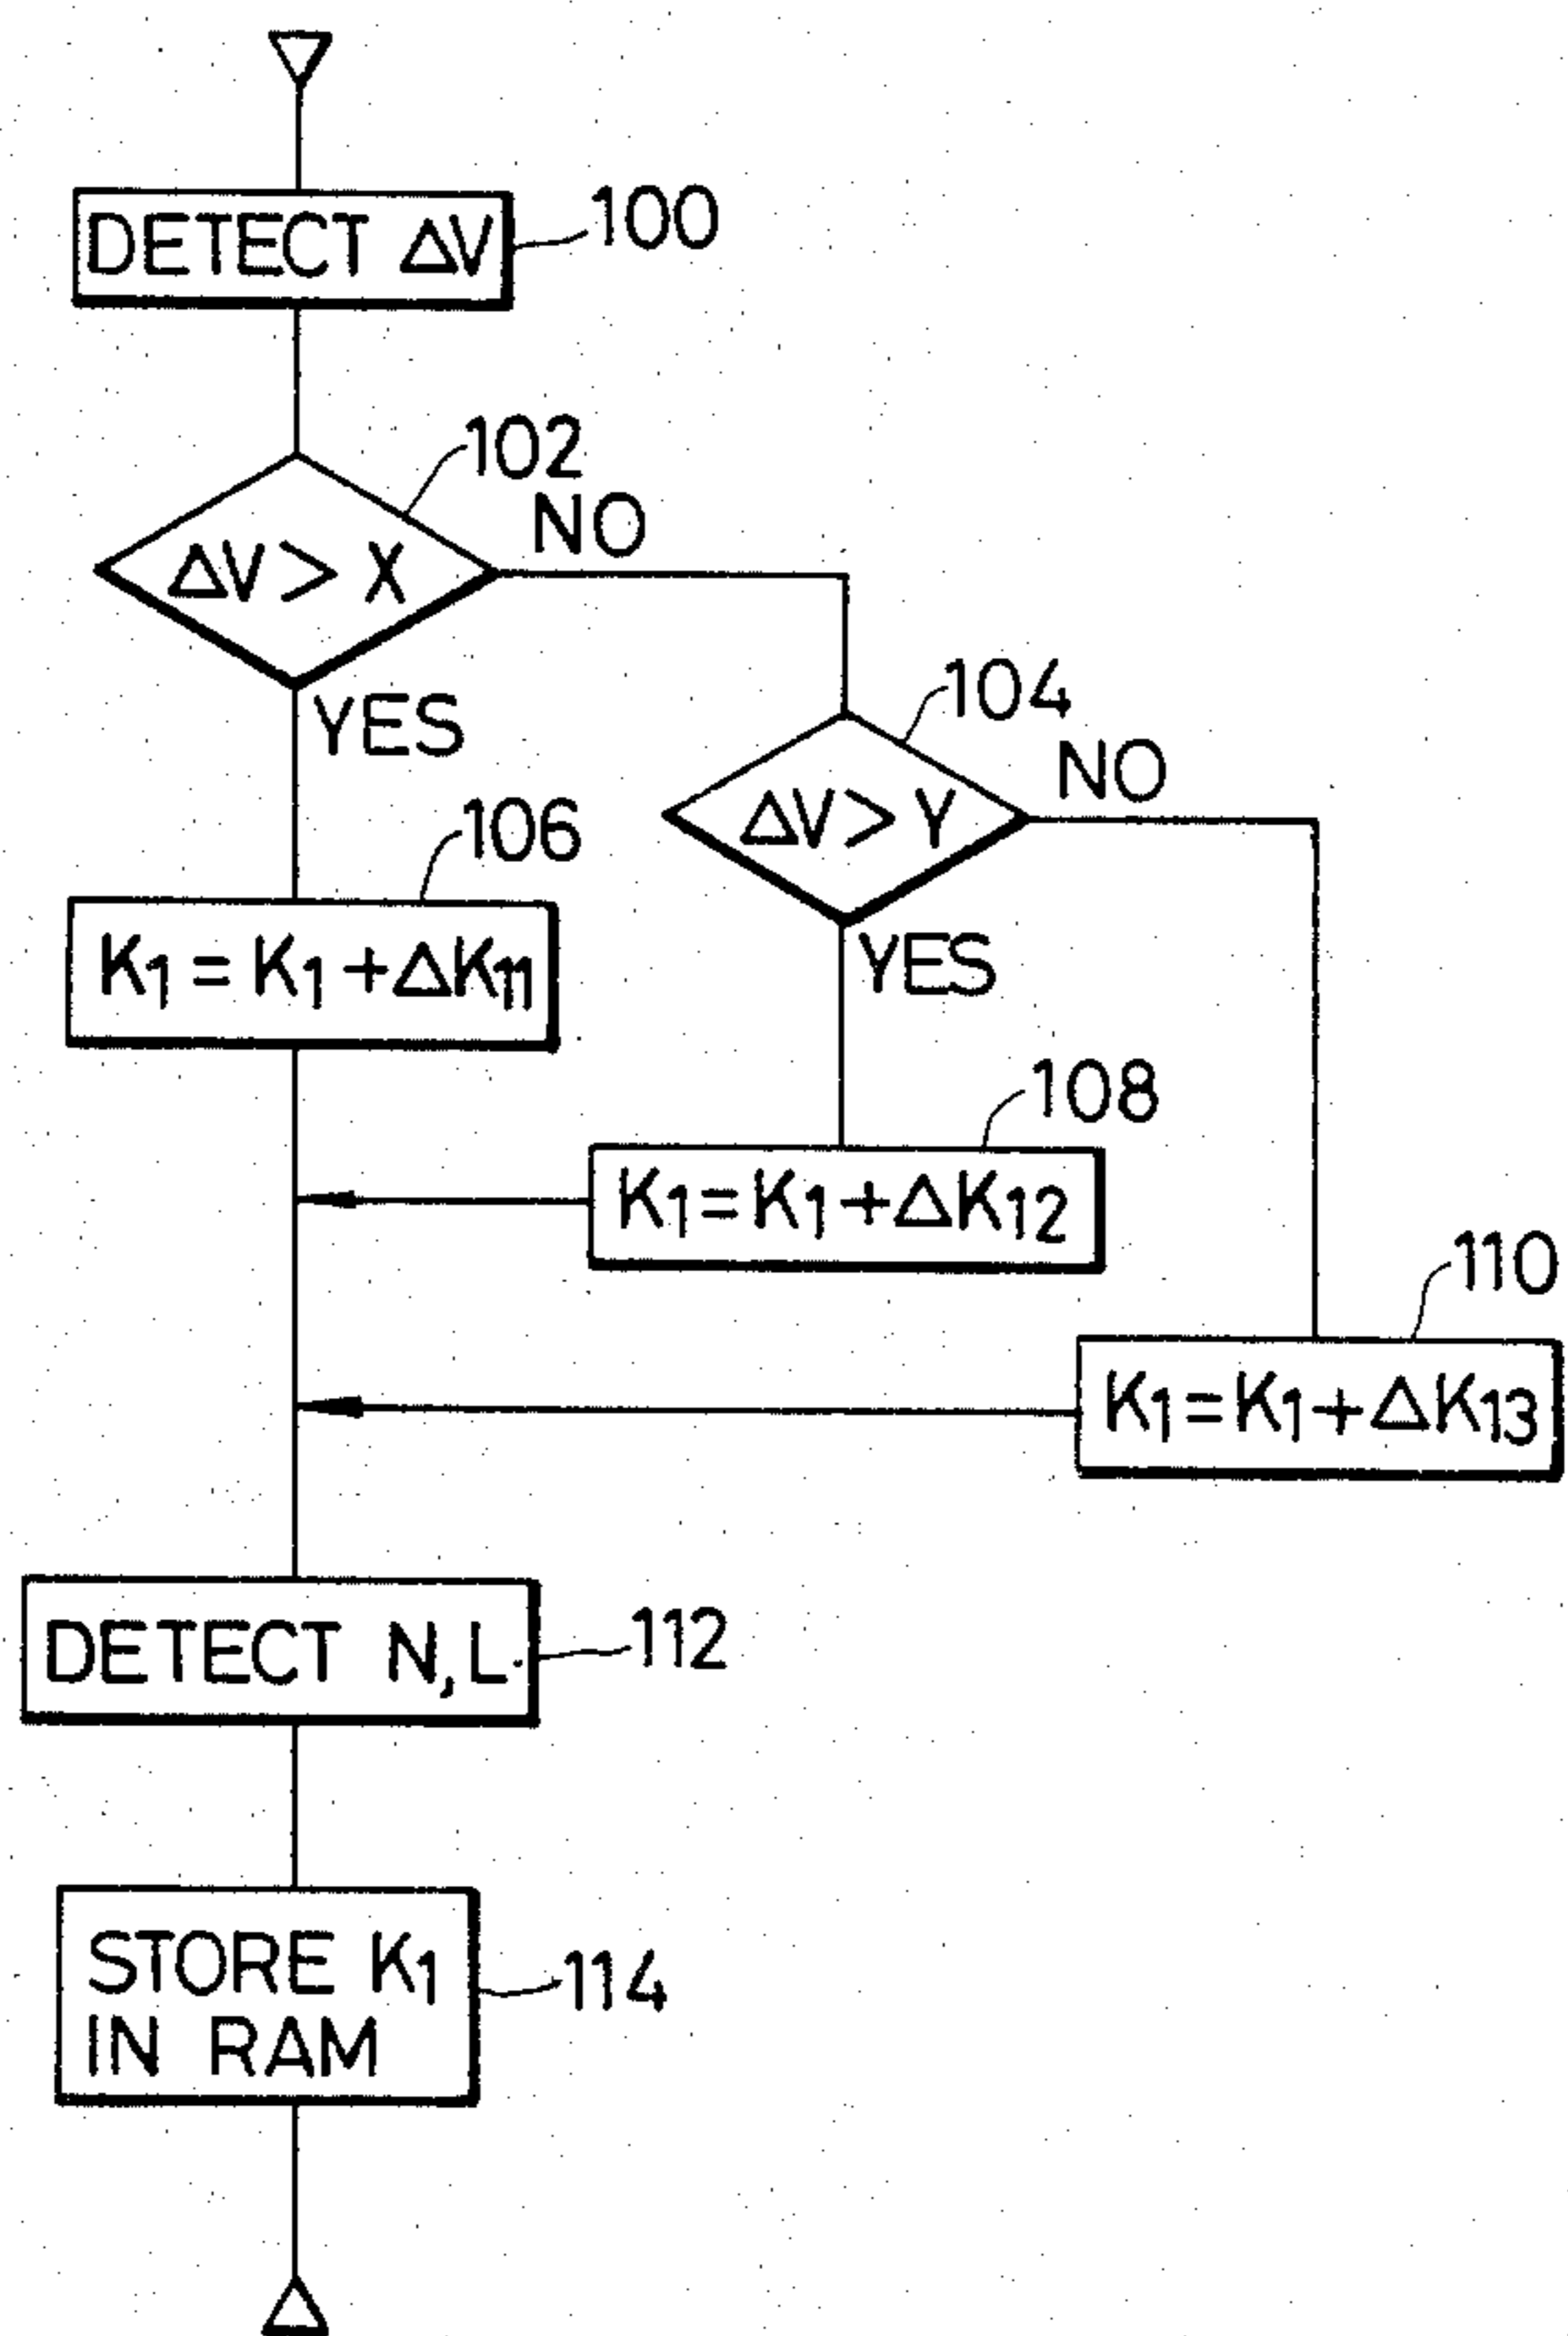 DETECT ΔV
100
102
ΔV > X
NO
YES
104
ΔV > Y
NO
YES
106
K1 = K1 + ΔK11
108
K1 = K1 + ΔK12
110
K1 = K1 + ΔK13
DETECT N, L
112
STORE K1
IN RAM
114